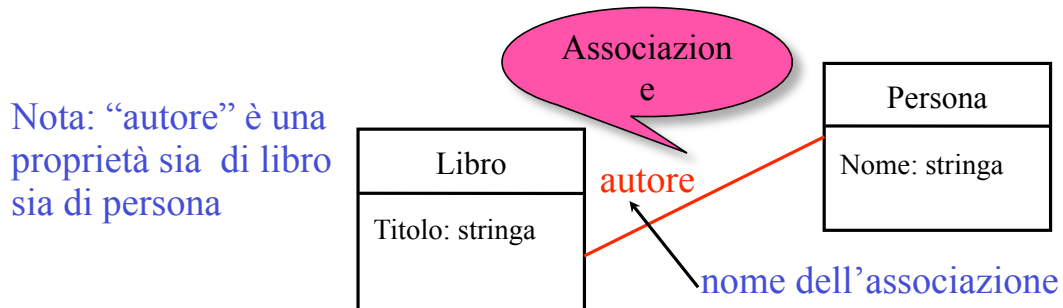 Associazion
e
Persona
Nota: “autore” è una
proprietà sia di libro
sia di persona
Libro
autore
Nome: stringa
Titolo: stringa
nome dell’associazione